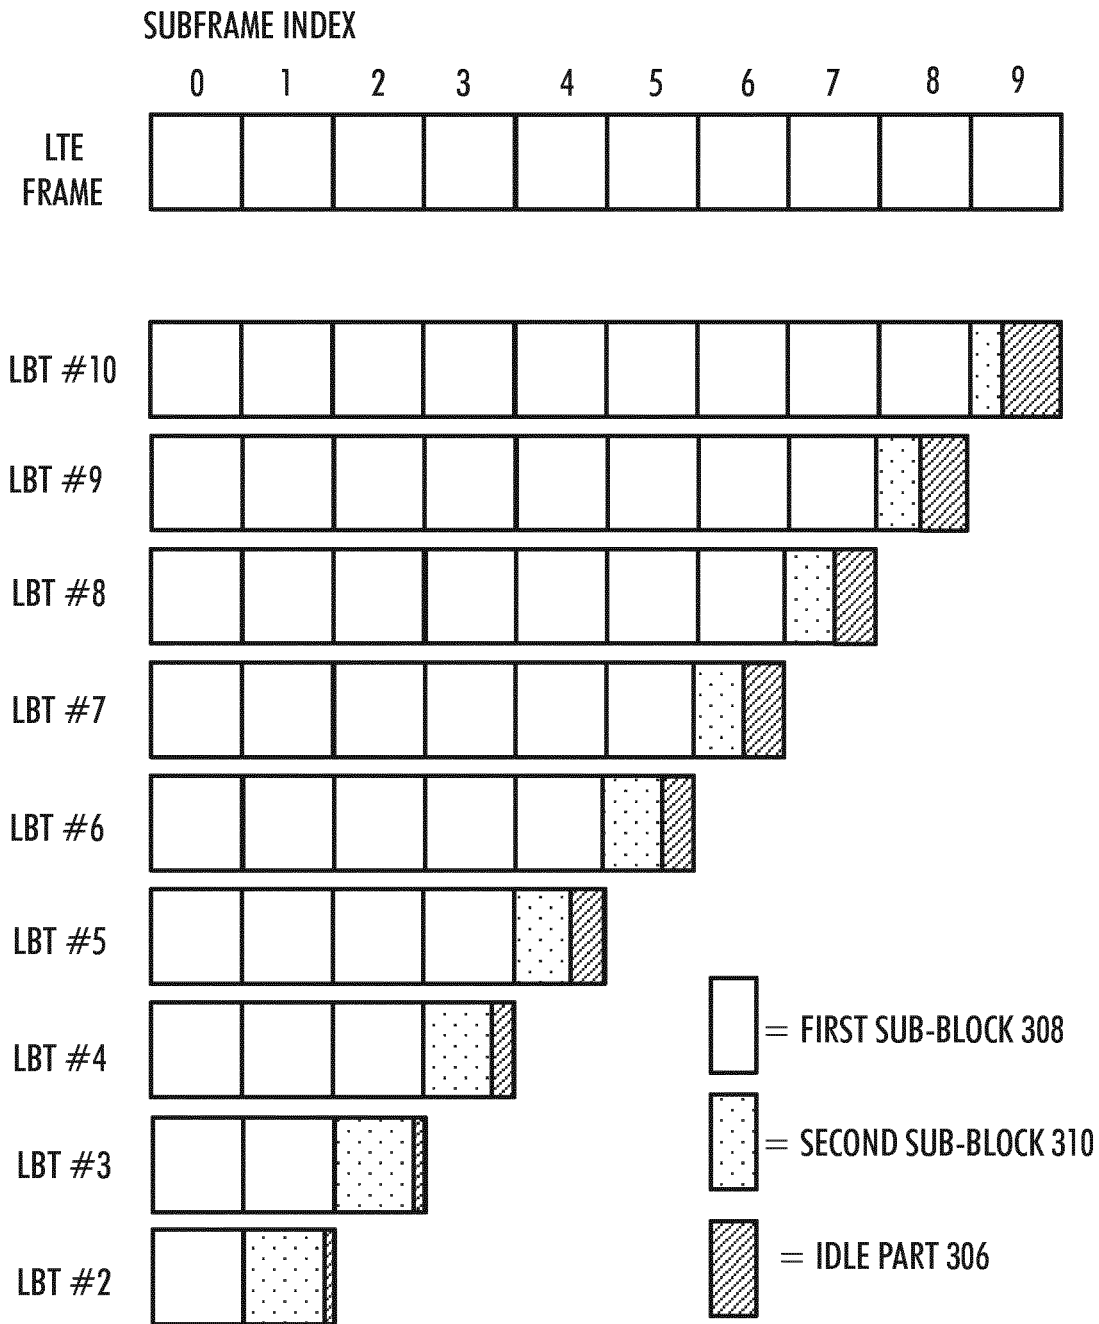 SUBFRAME INDEX
0 1 2 3 4 5 6 7 8 9
LTE
FRAME
LBT #10
LBT #9
LBT #8
LBT #7
LBT #6
LBT #5
LBT #4
LBT #3
LBT #2
= FIRST SUB-BLOCK 308
= SECOND SUB-BLOCK 310
= IDLE PART 306